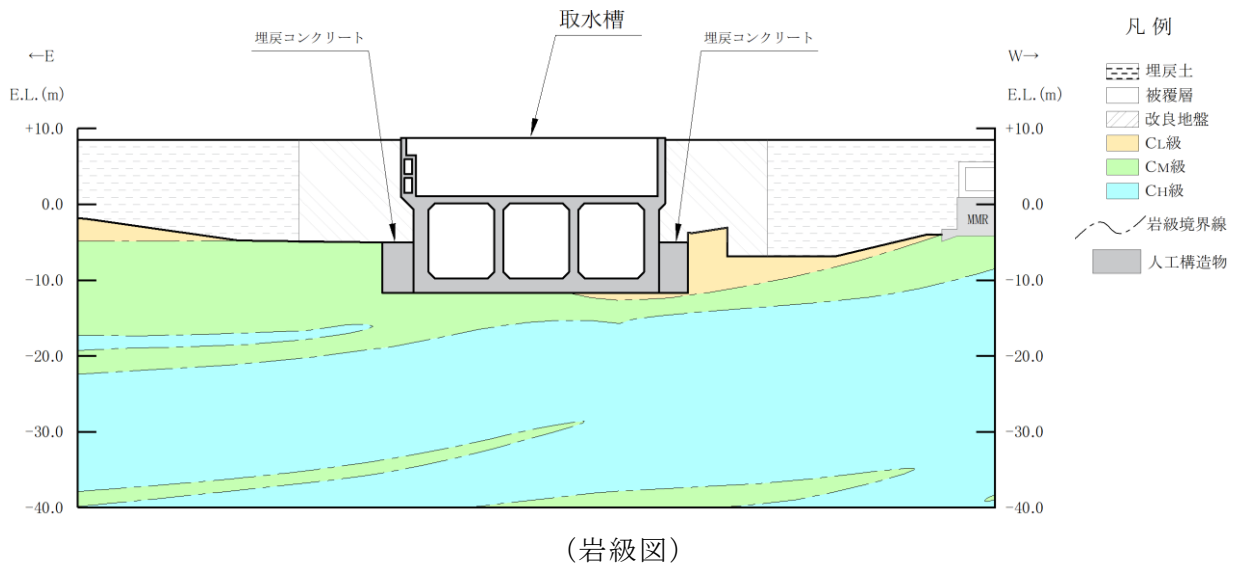 取水槽
埋戻コンクリート
埋戻コンクリート
←E
W→
E.L.(m)
E.L.(m)
+10.0
0.0
-10.0
-20.0
-30.0
-40.0
+10.0
0.0
-10.0
-20.0
-30.0
-40.0
MMR
凡例
埋戻土
被覆層
改良地盤
CL級
CM級
CH級
岩級境界線
人工構造物
(岩級図)